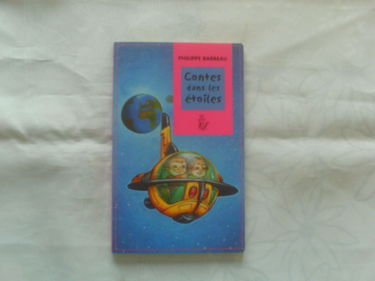 PHILIPPE BARBEAU
Contes
dans les
étoiles